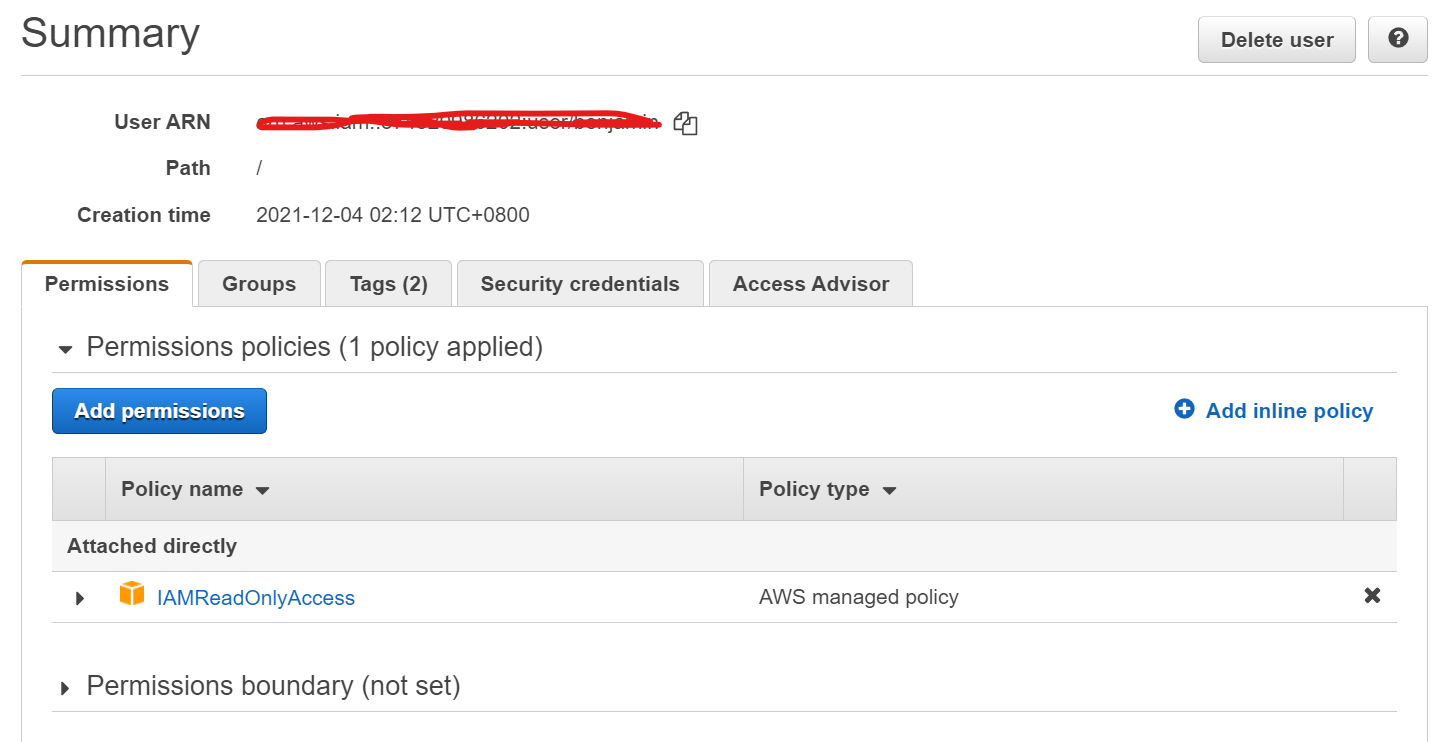 Summary
Delete user
User ARN
Path /
Creation time 2021-12-04 02:12 UTC+0800
Permissions Groups Tags (2) Security credentials Access Advisor
Permissions policies (1 policy applied)
Add permissions
Add inline policy
Policy name Policy type
Attached directly
IAMReadOnlyAccess AWS managed policy
Permissions boundary (not set)